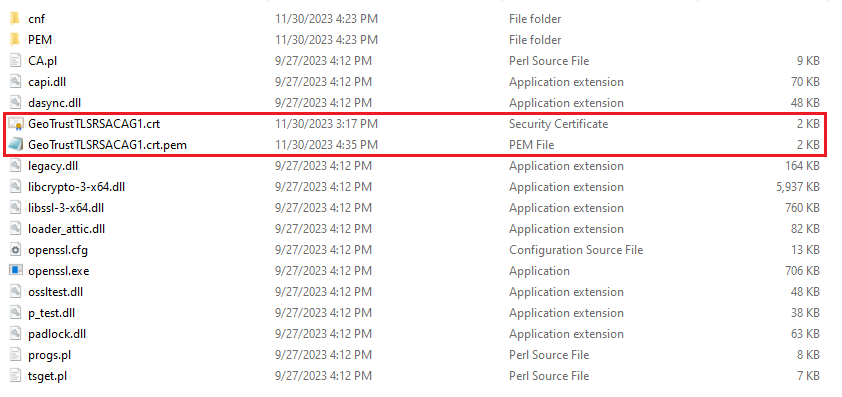 cnf 11/30/2023 4:23 PM File folder
PEM 11/30/2023 4:23 PM File folder
CA.pl 9/27/2023 4:12 PM Perl Source File 9 KB
capi.dll 9/27/2023 4:12 PM Application extension 70 KB
dasync.dll 9/27/2023 4:12 PM Application extension 48 KB
GeoTrustTLSRSACAG1.crt 11/30/2023 3:17 PM Security Certificate 2 KB
GeoTrustTLSRSACAG1.crt.pem 11/30/2023 4:35 PM PEM File 2 KB
legacy.dll 9/27/2023 4:12 PM Application extension 164 KB
libcrypto-3-x64.dll 9/27/2023 4:12 PM Application extension 5,937 KB
libssl-3-x64.dll 9/27/2023 4:12 PM Application extension 760 KB
loader_attic.dll 9/27/2023 4:12 PM Application extension 82 KB
openssl.cfg 9/27/2023 4:12 PM Configuration Source File 13 KB
openssl.exe 9/27/2023 4:12 PM Application 706 KB
ossltest.dll 9/27/2023 4:12 PM Application extension 48 KB
p_test.dll 9/27/2023 4:12 PM Application extension 38 KB
padlock.dll 9/27/2023 4:12 PM Application extension 63 KB
progs.pl 9/27/2023 4:12 PM Perl Source File 8 KB
tsget.pl 9/27/2023 4:12 PM Perl Source File 7 KB